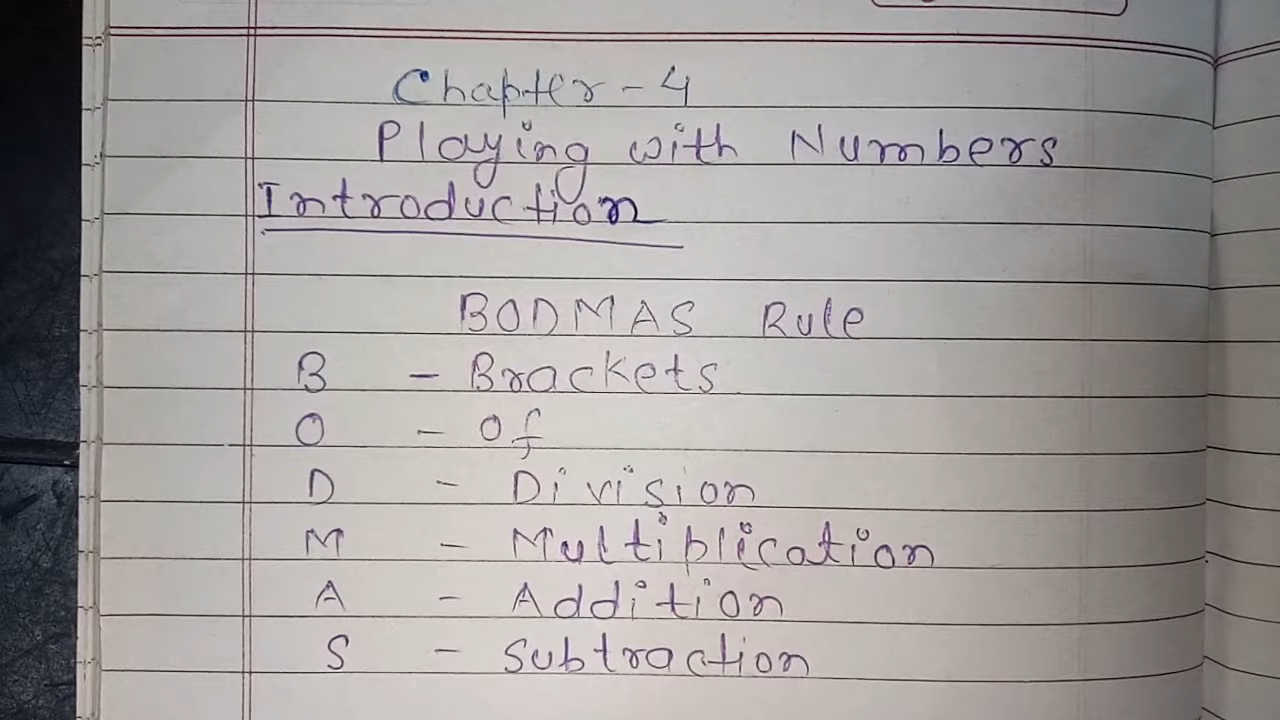 Chapter - 4
Playing with Numbers
Introduction
BODMAS Rule
B - Brackets
O - Of
D - Division
M - Multiplication
A - Addition
S - Subtraction